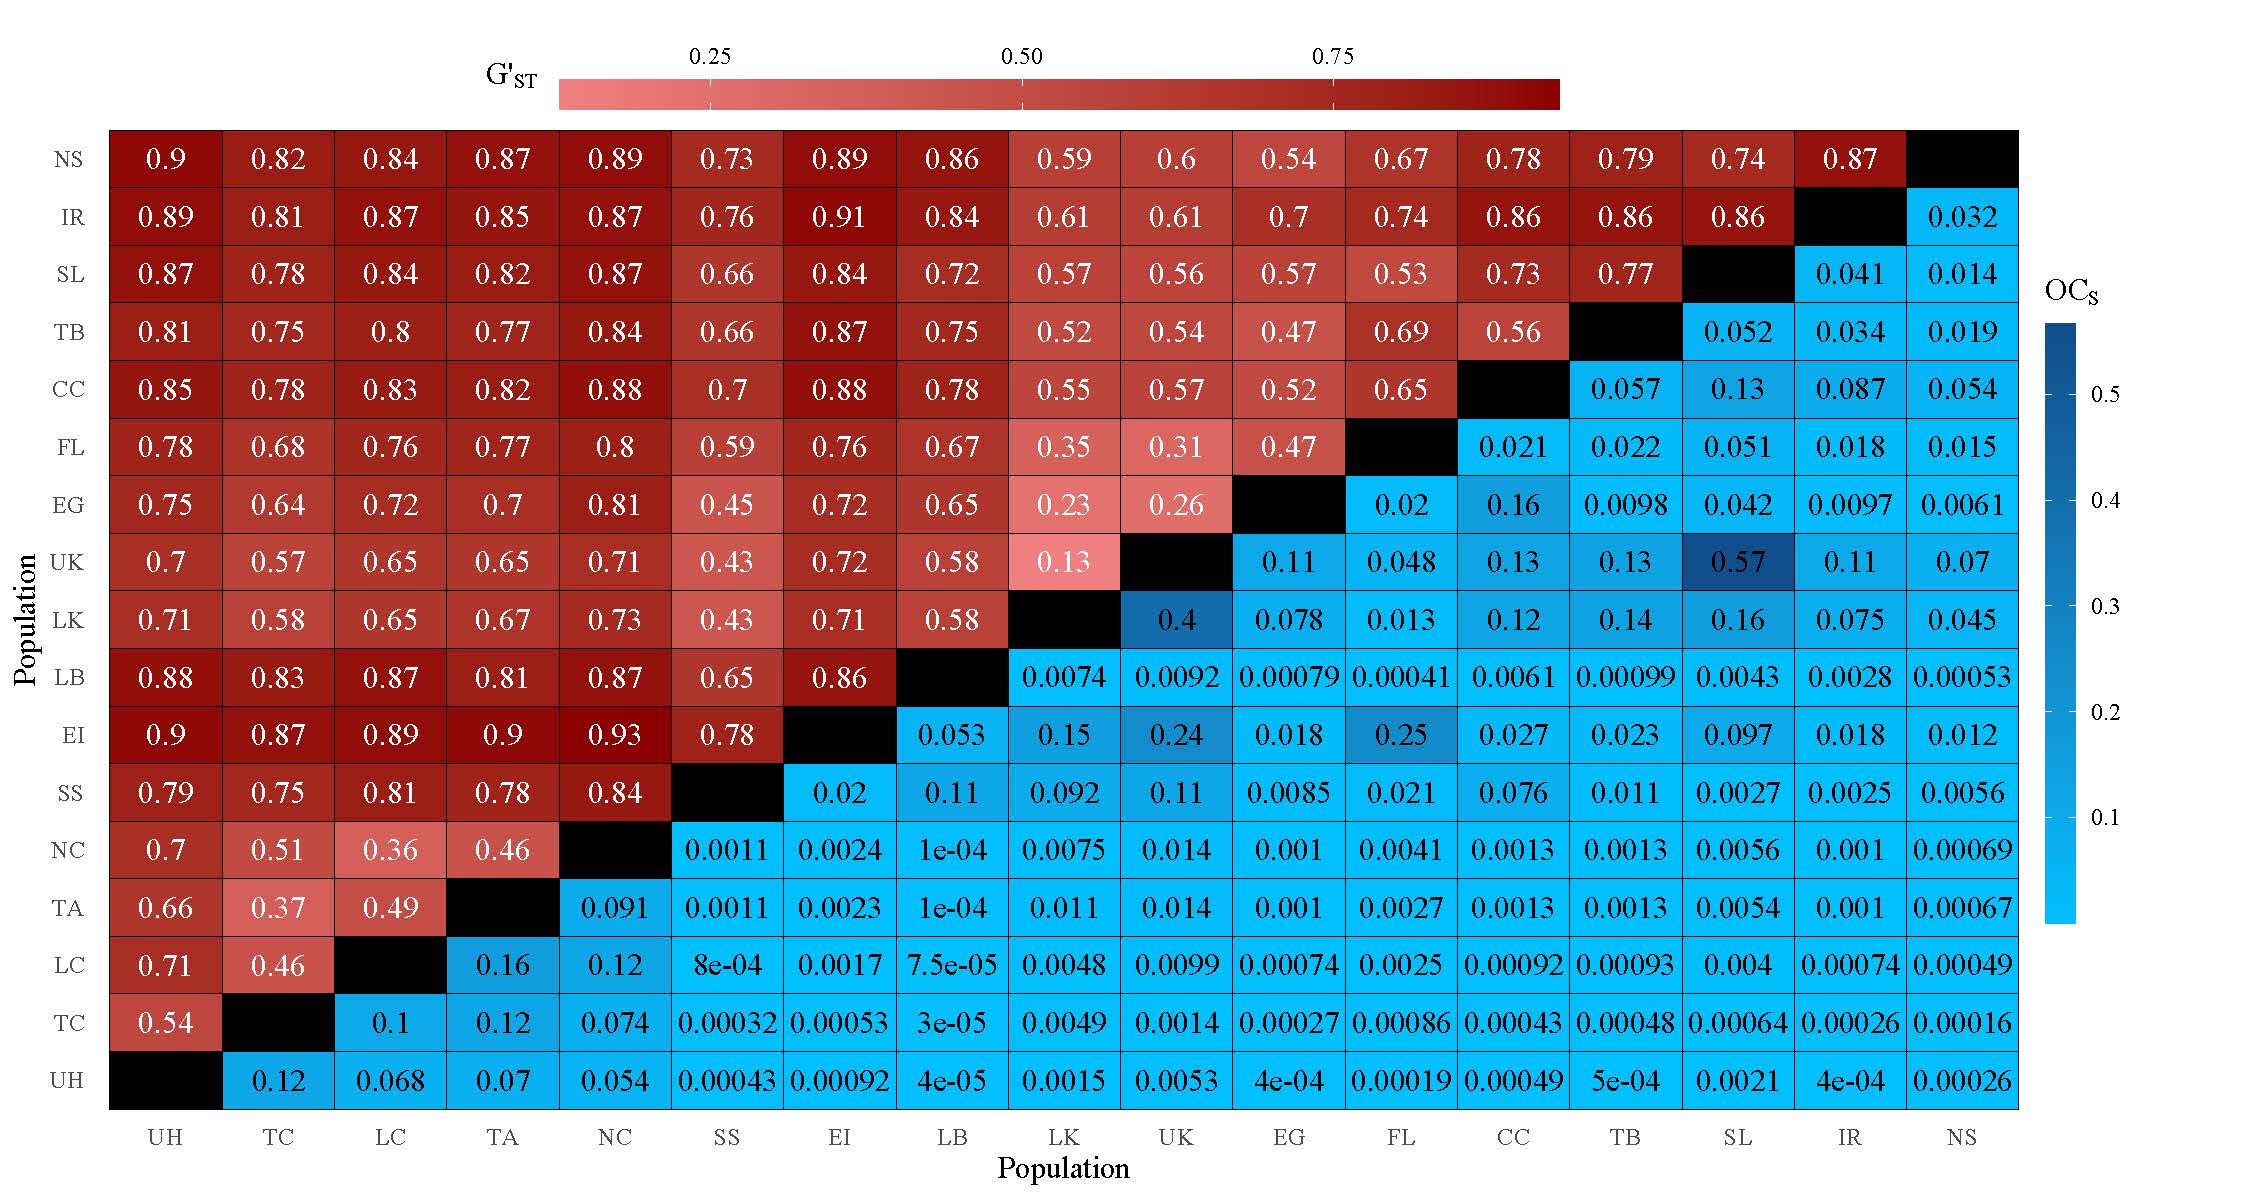 0.25 0.50 0.75
G'ST
NS 0.9 0.82 0.84 0.87 0.89 0.73 0.89 0.86 0.59 0.6 0.54 0.67 0.78 0.79 0.74 0.87
IR 0.89 0.81 0.87 0.85 0.87 0.76 0.91 0.84 0.61 0.61 0.7 0.74 0.86 0.86 0.86 0.032
SL 0.87 0.78 0.84 0.82 0.87 0.66 0.84 0.72 0.57 0.56 0.57 0.53 0.73 0.77 0.041 0.014
OCS
TB 0.81 0.75 0.8 0.77 0.84 0.66 0.87 0.75 0.52 0.54 0.47 0.69 0.56 0.052 0.034 0.019
CC 0.85 0.78 0.83 0.82 0.88 0.7 0.88 0.78 0.55 0.57 0.52 0.65 0.057 0.13 0.087 0.054
0.5
FL 0.78 0.68 0.76 0.77 0.8 0.59 0.76 0.67 0.35 0.31 0.47 0.021 0.022 0.051 0.018 0.015
EG 0.75 0.64 0.72 0.7 0.81 0.45 0.72 0.65 0.23 0.26 0.02 0.16 0.0098 0.042 0.0097 0.0061
0.4
UK 0.7 0.57 0.65 0.65 0.71 0.43 0.72 0.58 0.13 0.11 0.048 0.13 0.13 0.57 0.11 0.07
0.3
LK 0.71 0.58 0.65 0.67 0.73 0.43 0.71 0.58 0.4 0.078 0.013 0.12 0.14 0.16 0.075 0.045
Population
LB 0.88 0.83 0.87 0.81 0.87 0.65 0.86 0.0074 0.0092 0.00079 0.00041 0.0061 0.00099 0.0043 0.0028 0.00053
0.2
EI 0.9 0.87 0.89 0.9 0.93 0.78 0.053 0.15 0.24 0.018 0.25 0.027 0.023 0.097 0.018 0.012
SS 0.79 0.75 0.81 0.78 0.84 0.02 0.11 0.092 0.11 0.0085 0.021 0.076 0.011 0.0027 0.0025 0.0056
0.1
NC 0.7 0.51 0.36 0.46 0.0011 0.0024 1e-04 0.0075 0.014 0.001 0.0041 0.0013 0.0013 0.0056 0.001 0.00069
TA 0.66 0.37 0.49 0.091 0.0011 0.0023 1e-04 0.011 0.014 0.001 0.0027 0.0013 0.0013 0.0054 0.001 0.00067
LC 0.71 0.46 0.16 0.12 8e-04 0.0017 7.5e-05 0.0048 0.0099 0.00074 0.0025 0.00092 0.00093 0.004 0.00074 0.00049
TC 0.54 0.1 0.12 0.074 0.00032 0.00053 3e-05 0.0049 0.0014 0.00027 0.00086 0.00043 0.00048 0.00064 0.00026 0.00016
UH 0.12 0.068 0.07 0.054 0.00043 0.00092 4e-05 0.0015 0.0053 4e-04 0.00019 0.00049 5e-04 0.0021 4e-04 0.00026
UH TC LC TA NC SS EI LB LK UK EG FL CC TB SL IR NS
Population